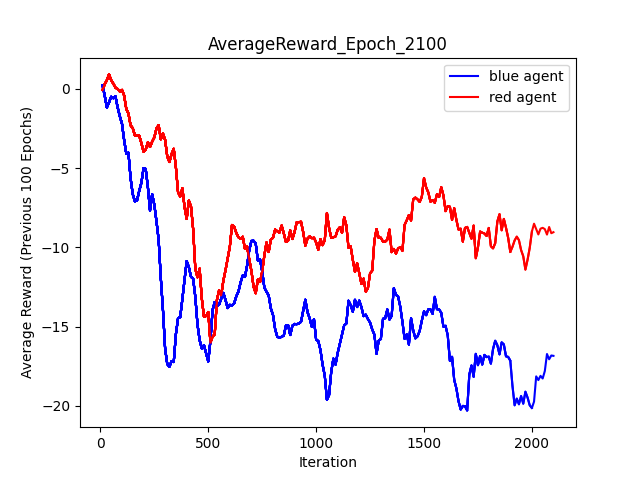 AverageReward_Epoch_2100
blue agent
red agent
0
−5
−10
−15
−20
Average Reward (Previous 100 Epochs)
0
500
1000
1500
2000
Iteration